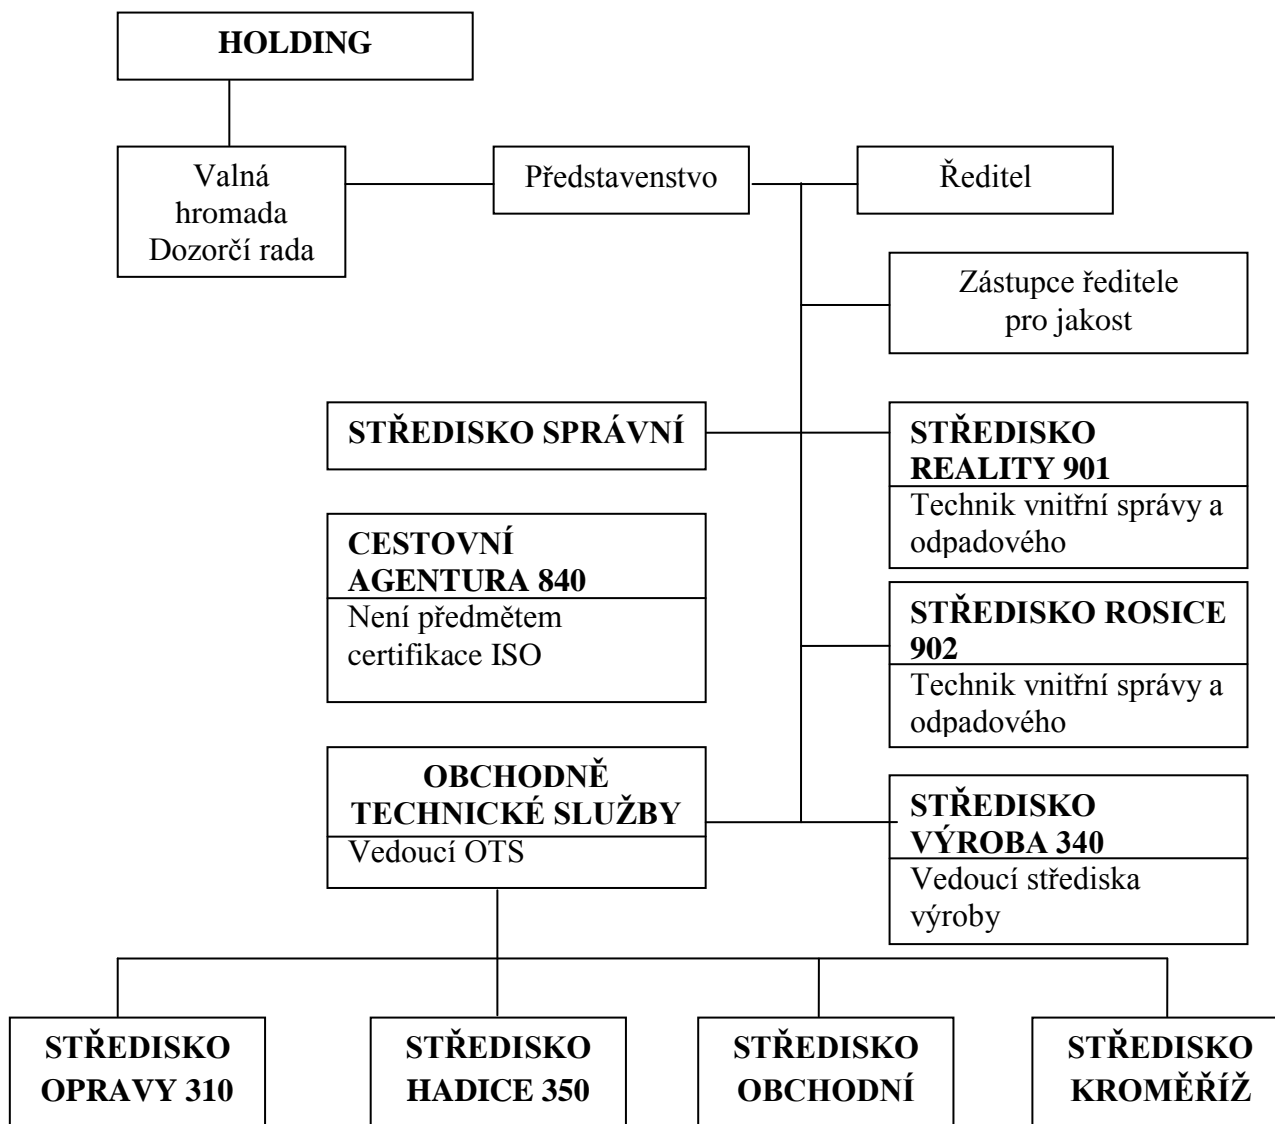 HOLDING
Valná
hromada
Dozorčí rada
Představenstvo
Ředitel
Zástupce ředitele
pro jakost
STŘEDISKO SPRÁVNÍ
STŘEDISKO
REALITY 901
Technik vnitřní správy a
odpadového
CESTOVNÍ
AGENTURA 840
Není předmětem
certifikace ISO
STŘEDISKO ROSICE
902
Technik vnitřní správy a
odpadového
OBCHODNĚ
TECHNICKÉ SLUŽBY
Vedoucí OTS
STŘEDISKO
VÝROBA 340
Vedoucí střediska
výroby
STŘEDISKO
OPRAVY 310
STŘEDISKO
HADICE 350
STŘEDISKO
OBCHODNÍ
STŘEDISKO
KROMĚŘÍŽ